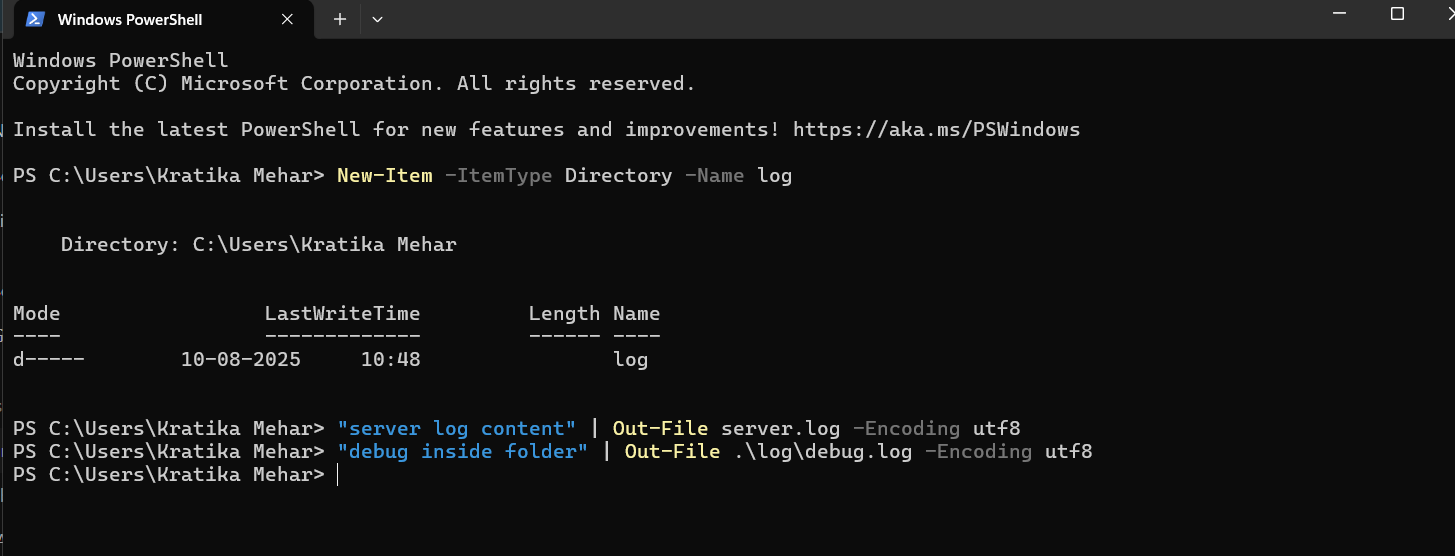 Windows PowerShell
Windows PowerShell
Copyright (C) Microsoft Corporation. All rights reserved.
Install the latest PowerShell for new features and improvements! https://aka.ms/PSWindows
PS C:\Users\Kratika Mehar> New-Item -ItemType Directory -Name log
Directory: C:\Users\Kratika Mehar
Mode LastWriteTime Length Name
---- ------------- ------ ----
d----- 10-08-2025 10:48 log
PS C:\Users\Kratika Mehar> "server log content" | Out-File server.log -Encoding utf8
PS C:\Users\Kratika Mehar> "debug inside folder" | Out-File .\log\debug.log -Encoding utf8
PS C:\Users\Kratika Mehar>